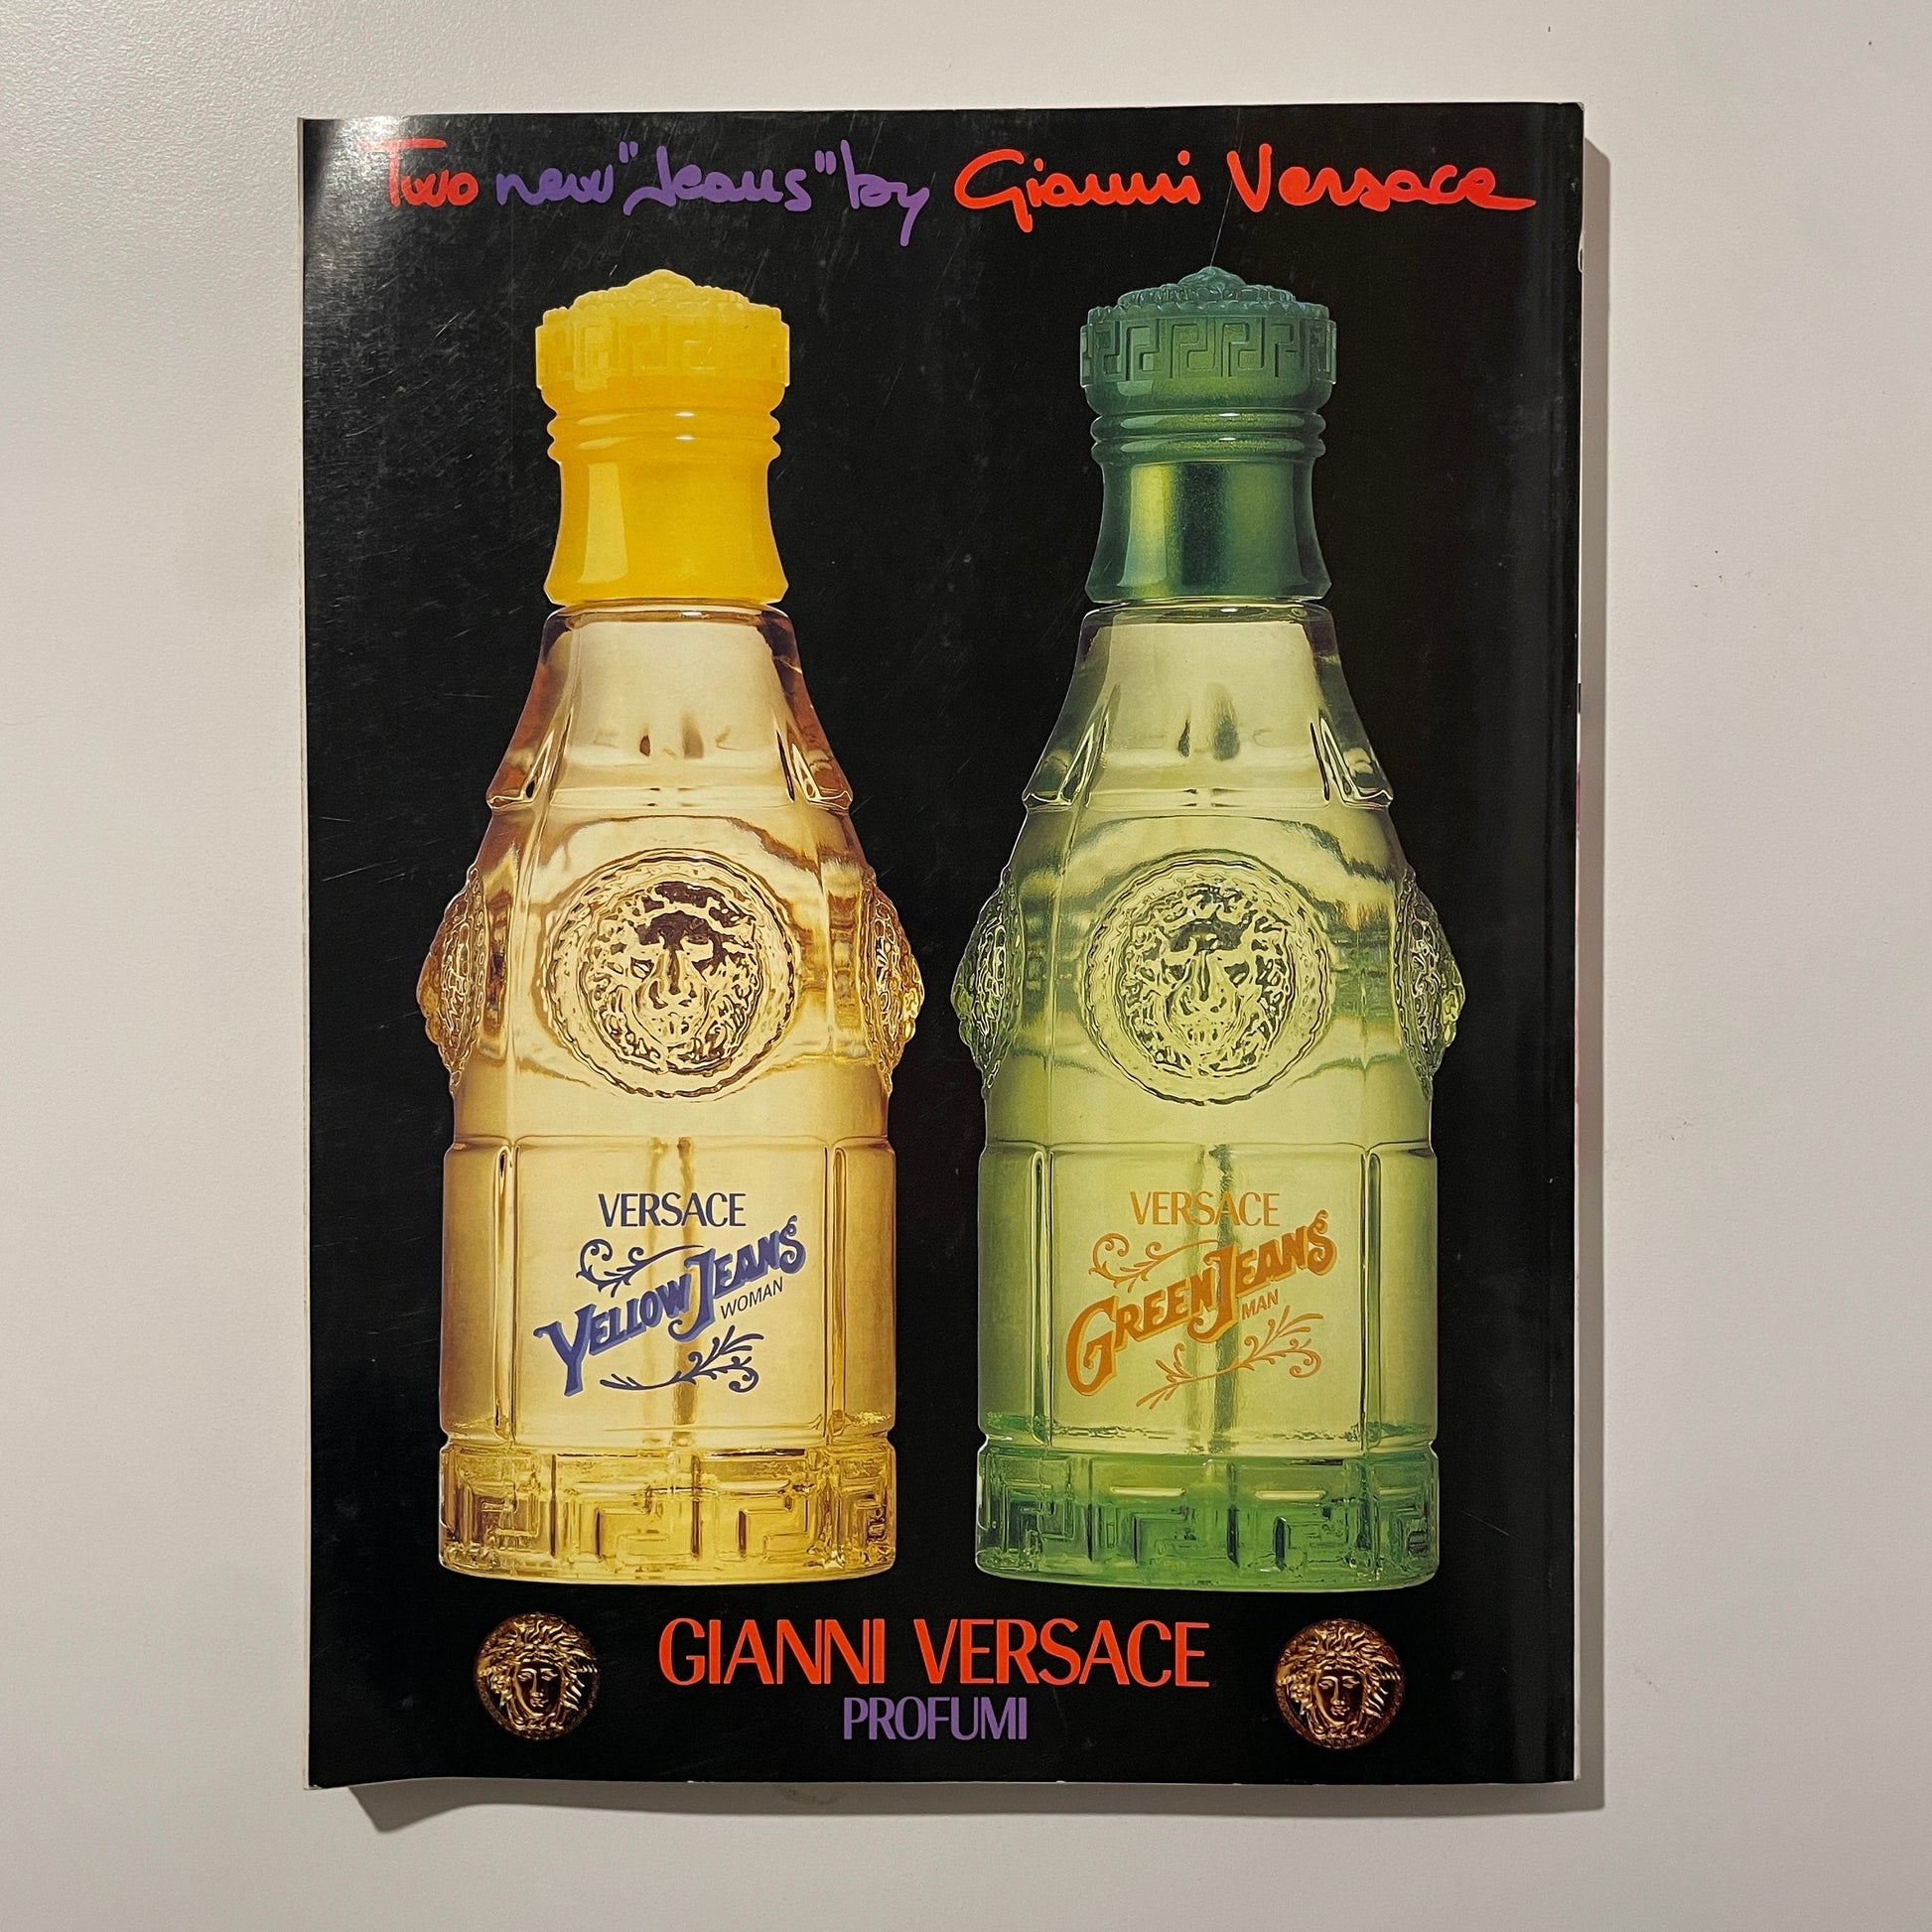 Two new "Jeans" by Gianni Versace
VERSACE
YELLOW JEANS
WOMAN
VERSACE
GREEN JEANS
MAN
GIANNI VERSACE
PROFUMI